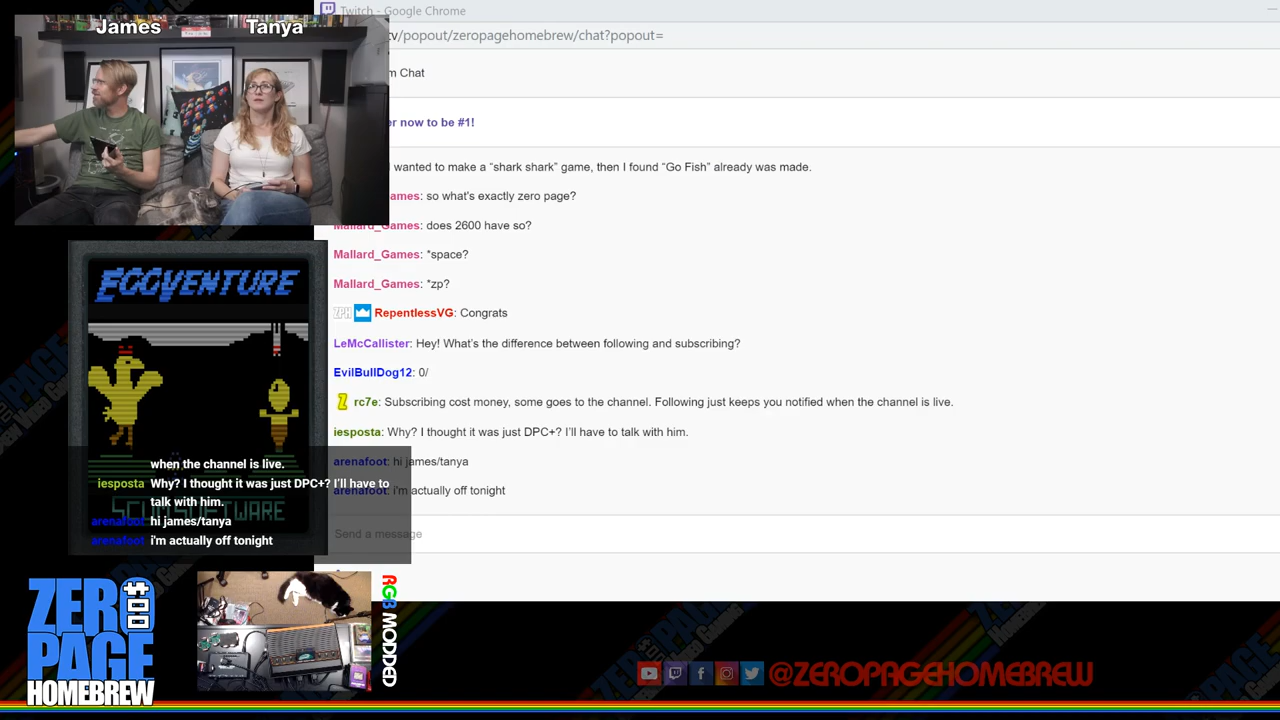 James
Tanya
Twitch - Google Chrome
tv/popout/zeropagehomebrew/chat?popout=
m Chat
er now to be #1!
wanted to make a “shark shark” game, then I found “Go Fish” already was made.
ames: so what's exactly zero page?
Mallard_Games: does 2600 have so?
Mallard_Games: *space?
Mallard_Games: *zp?
ZPH RepentlessVG: Congrats
LeMcCallister: Hey! What's the difference between following and subscribing?
EvilBullDog12: 0/
Z rc7e: Subscribing cost money, some goes to the channel. Following just keeps you notified when the channel is live.
iesposta: Why? I thought it was just DPC+? I’ll have to talk with him.
arenafoot: hi james/tanya
arenafoot: i'm actually off tonight
Send a message
EGGVENTURE
SCUMSOFTWARE
when the channel is live.
iesposta Why? I thought it was just DPC+? I’ll have to
talk with him.
arenafoot hi james/tanya
arenafoot i'm actually off tonight
ZERO
PAGE
HOMEBREW
RGB MODDED
@ZEROPAGEHOMEBREW